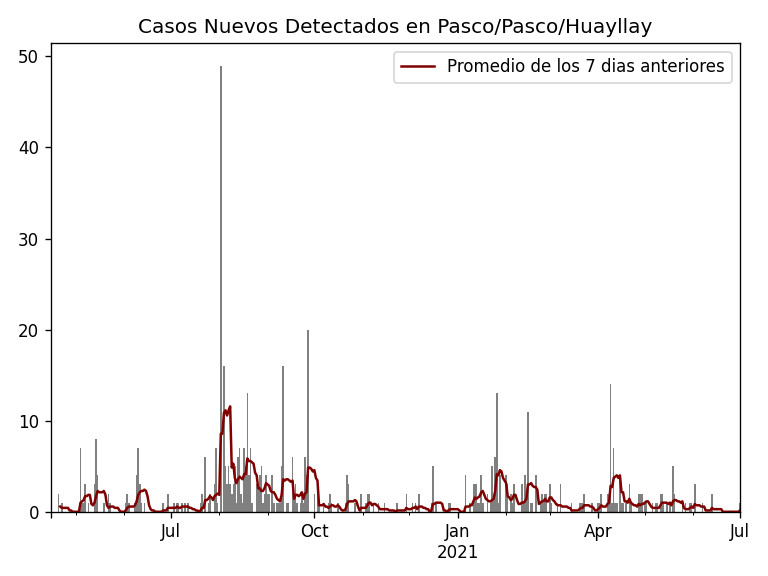 Casos Nuevos Detectados en Pasco/Pasco/Huayllay
Promedio de los 7 dias anteriores
50
40
30
20
10
0
Jul
Oct
Jan
Apr
Jul
2021